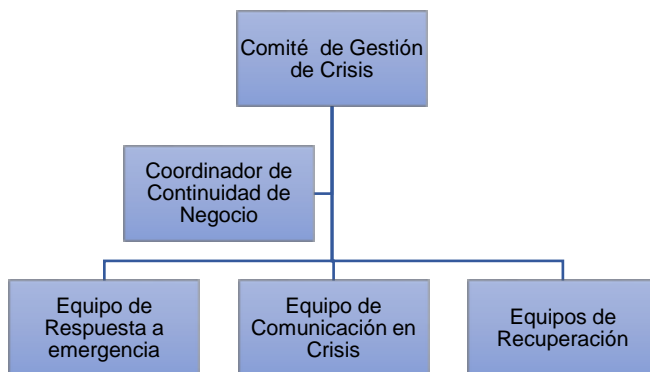 Comité de Gestión
de Crisis
Coordinador de
Continuidad de
Negocio
Equipo de
Respuesta a
emergencia
Equipo de
Comunicación en
Crisis
Equipos de
Recuperación